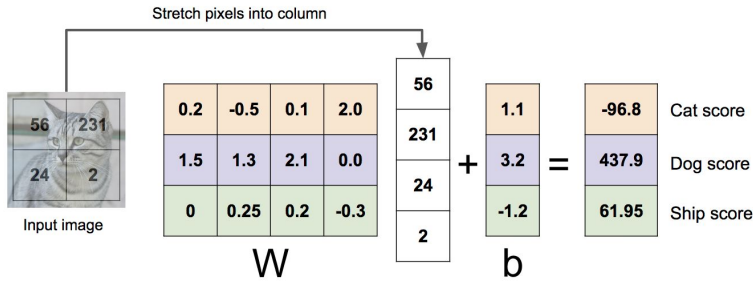 Stretch pixels into column
56 231
24 2
Input image
0.2 -0.5 0.1 2.0
1.5 1.3 2.1 0.0
0 0.25 0.2 -0.3
W
56
231
24
2
+
1.1
3.2
-1.2
b
=
-96.8 Cat score
437.9 Dog score
61.95 Ship score